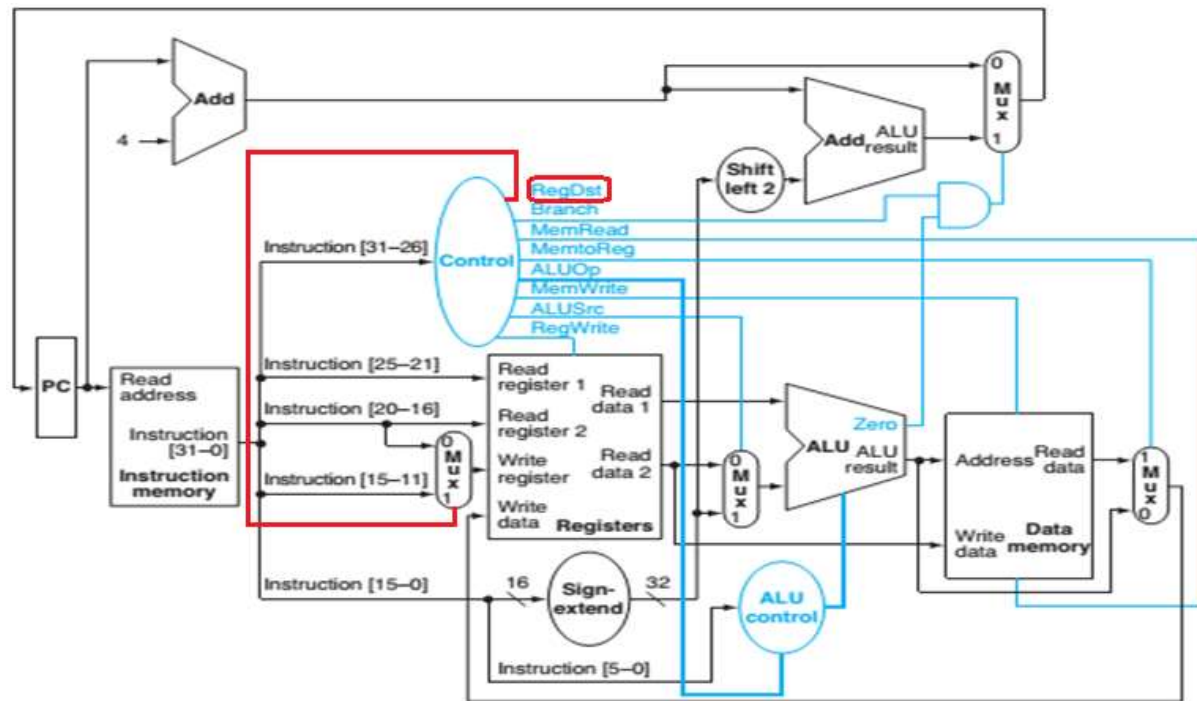 Add
4
0
Mux
1
Add
ALU
result
Shift
left 2
RegDst
Branch
MemRead
MemtoReg
ALUOp
MemWrite
ALUSrc
RegWrite
Control
Instruction [31–26]
Instruction [25–21]
Instruction [20–16]
Instruction [15–11]
Instruction [15–0]
Instruction [5–0]
PC
Read
address
Instruction
[31–0]
Instruction
memory
0
Mux
1
Read
register 1
Read
register 2
Write
register
Write
data
Read
data 1
Read
data 2
Registers
16
Sign-
extend
32
0
Mux
1
Zero
ALU
ALU
result
ALU
control
Address
Read
data
Write
data
Data
memory
1
Mux
0